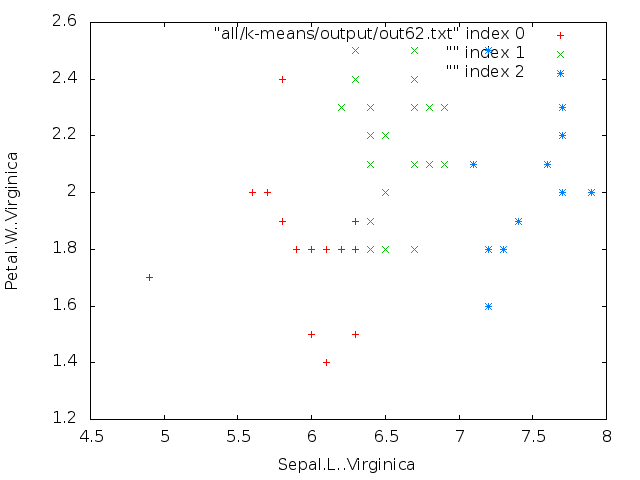 2.6
2.4
2.2
2
1.8
1.6
1.4
1.2
4.5 5 5.5 6 6.5 7 7.5 8
Petal.W..Virginica
Sepal.L..Virginica
"all/k-means/output/out62.txt" index 0
"" index 1
"" index 2